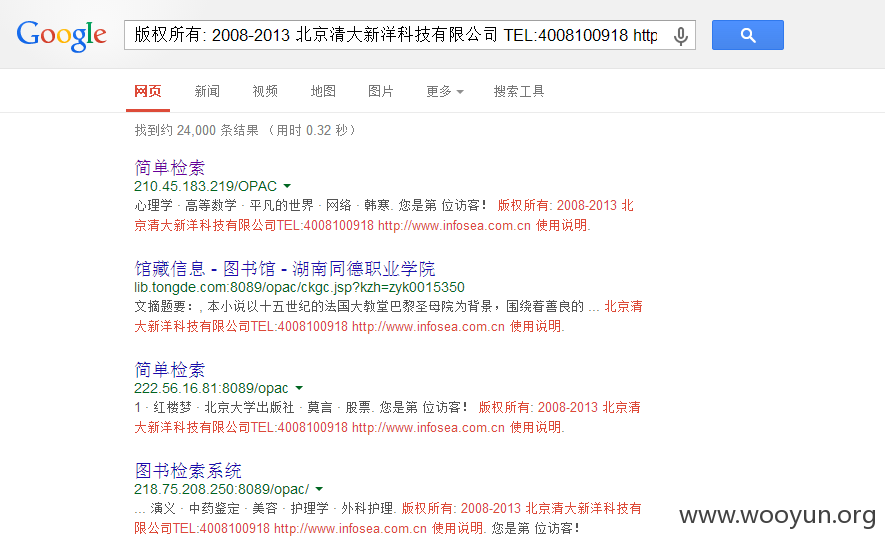 Google 版权所有: 2008-2013 北京清大新洋科技有限公司 TEL:4008100918 http
网页 新闻 视频 地图 图片 更多 搜索工具
找到约 24,000 条结果 （用时 0.32 秒）
简单检索
210.45.183.219/OPAC
心理学 · 高等数学 · 平凡的世界 · 网络 · 韩寒. 您是第 位访客！ 版权所有: 2008-2013 北
京清大新洋科技有限公司TEL:4008100918 http://www.infosea.com.cn 使用说明.
馆藏信息 - 图书馆 - 湖南同德职业学院
lib.tongde.com:8089/opac/ckgc.jsp?kzh=zyk0015350
文摘题要：, 本小说以十五世纪的法国大教堂巴黎圣母院为背景，围绕着善良的 ... 北京清
大新洋科技有限公司TEL:4008100918 http://www.infosea.com.cn 使用说明.
简单检索
222.56.16.81:8089/opac
1 · 红楼梦 · 北京大学出版社 · 莫言 · 股票. 您是第 位访客！ 版权所有: 2008-2013 北京清
大新洋科技有限公司TEL:4008100918 http://www.infosea.com.cn 使用说明.
图书检索系统
218.75.208.250:8089/opac/
... 演义 · 中药鉴定 · 美容 · 护理学 · 外科护理. 版权所有: 2008-2013 北京清大新洋科技有
限公司TEL:4008100918 http://www.infosea.com.cn 使用说明. 您是第 位访客！
www.wooyun.org